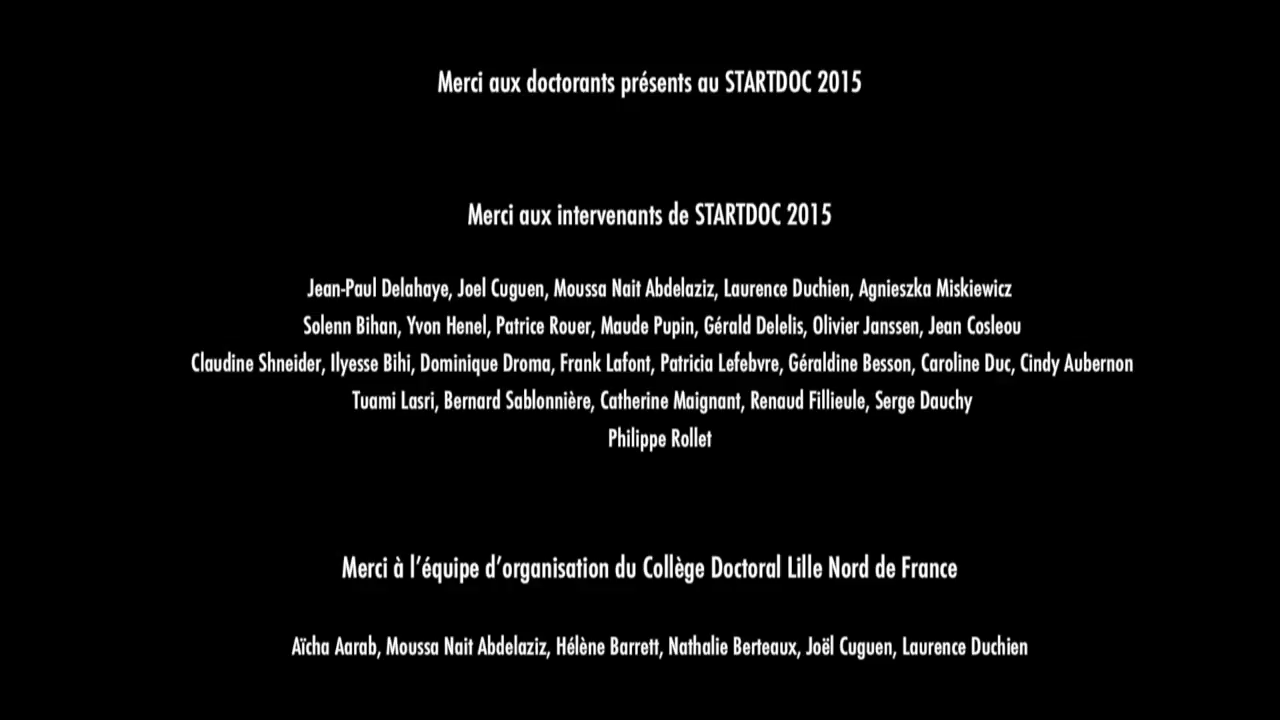 Merci aux doctorants présents au STARTDOC 2015
Merci aux intervenants de STARTDOC 2015
Jean-Paul Delahaye, Joel Cuguen, Moussa Nait Abdelaziz, Laurence Duchien, Agnieszka Miskiewicz
Solenn Bihan, Yvon Henel, Patrice Rouer, Maude Pupin, Gérald Delelis, Olivier Janssen, Jean Cosleou
Claudine Shneider, Ilyesse Bihi, Dominique Droma, Frank Lafont, Patricia Lefebvre, Géraldine Besson, Caroline Duc, Cindy Aubernon
Tuami Lasri, Bernard Sablonnière, Catherine Maignant, Renaud Fillieule, Serge Dauchy
Philippe Rollet
Merci à l’équipe d’organisation du Collège Doctoral Lille Nord de France
Aïcha Aarab, Moussa Nait Abdelaziz, Hélène Barrett, Nathalie Berteaux, Joël Cuguen, Laurence Duchien